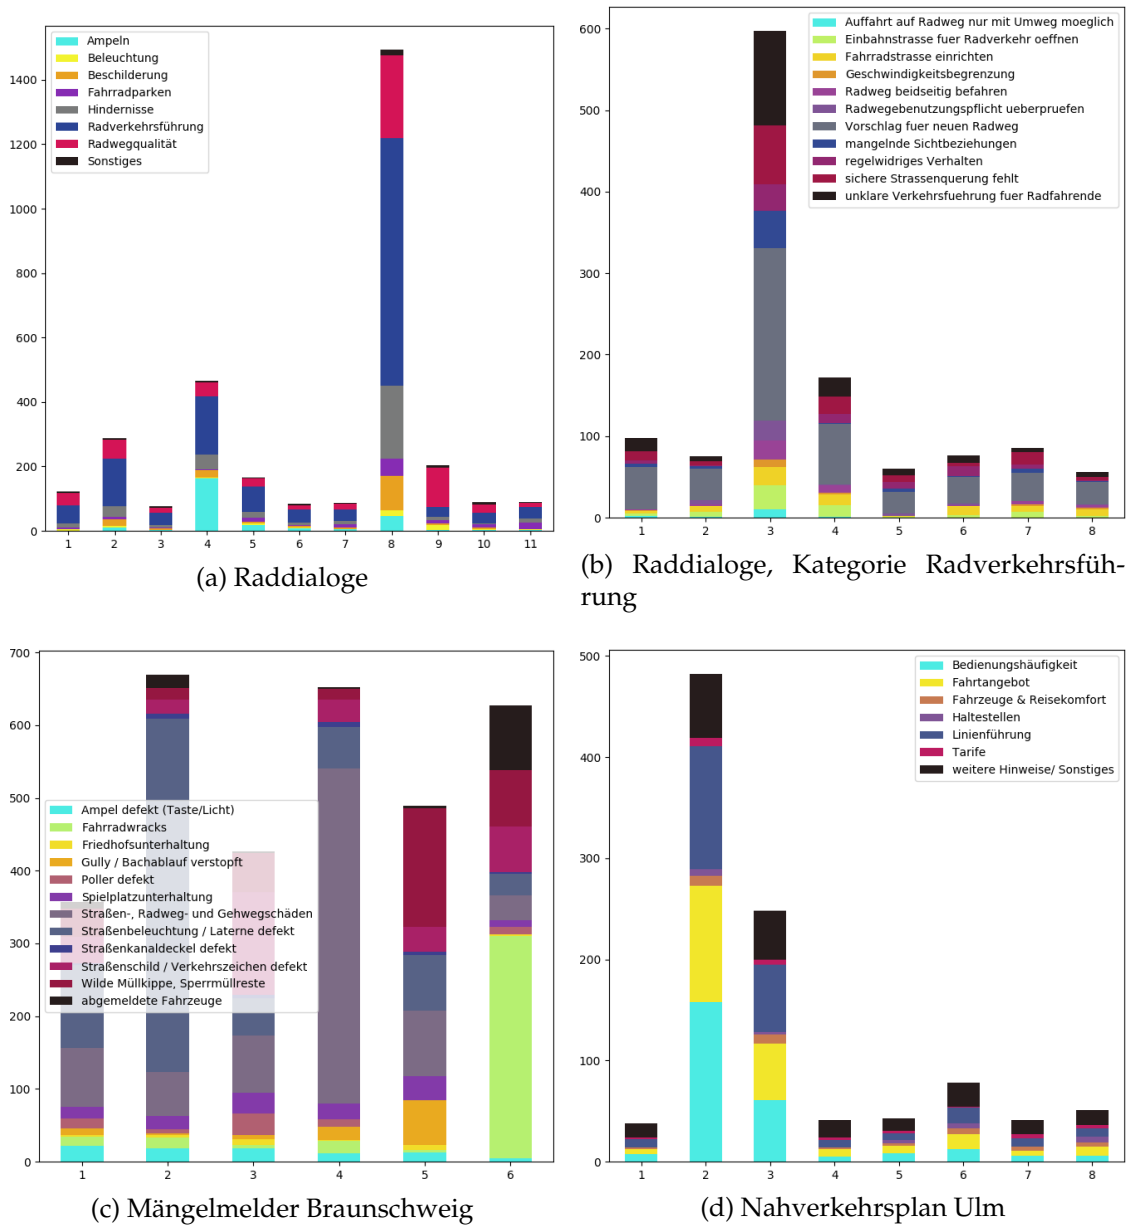 Ampeln
Beleuchtung
Beschilderung
Fahrradparken
Hindernisse
Radverkehrsführung
Radwegqualität
Sonstiges
1400
1200
1000
800
600
400
200
0
1 2 3 4 5 6 7 8 9 10 11
(a) Raddialoge
Auffahrt auf Radweg nur mit Umweg moeglich
Einbahnstrasse fuer Radverkehr oeffnen
Fahrradstrasse einrichten
Geschwindigkeitsbegrenzung
Radweg beidseitig befahren
Radwegebenutzungspflicht ueberpruefen
Vorschlag fuer neuen Radweg
mangelnde Sichtbeziehungen
regelwidriges Verhalten
sichere Strassenquerung fehlt
unklare Verkehrsfuehrung fuer Radfahrende
600
500
400
300
200
100
0
1 2 3 4 5 6 7 8
(b) Raddialoge, Kategorie Radverkehrsfüh-
rung
700
600
500
400
300
200
100
0
Ampel defekt (Taste/Licht)
Fahrradwracks
Friedhofsunterhaltung
Gully / Bachablauf verstopft
Poller defekt
Spielplatzunterhaltung
Straßen-, Radweg- und Gehwegschäden
Straßenbeleuchtung / Laterne defekt
Straßenkanaldeckel defekt
Straßenschild / Verkehrszeichen defekt
Wilde Müllkippe, Sperrmüllreste
abgemeldete Fahrzeuge
1 2 3 4 5 6
(c) Mängelmelder Braunschweig
500
400
300
200
100
0
Bedienungshäufigkeit
Fahrtangebot
Fahrzeuge & Reisekomfort
Haltestellen
Linienführung
Tarife
weitere Hinweise/ Sonstiges
1 2 3 4 5 6 7 8
(d) Nahverkehrsplan Ulm